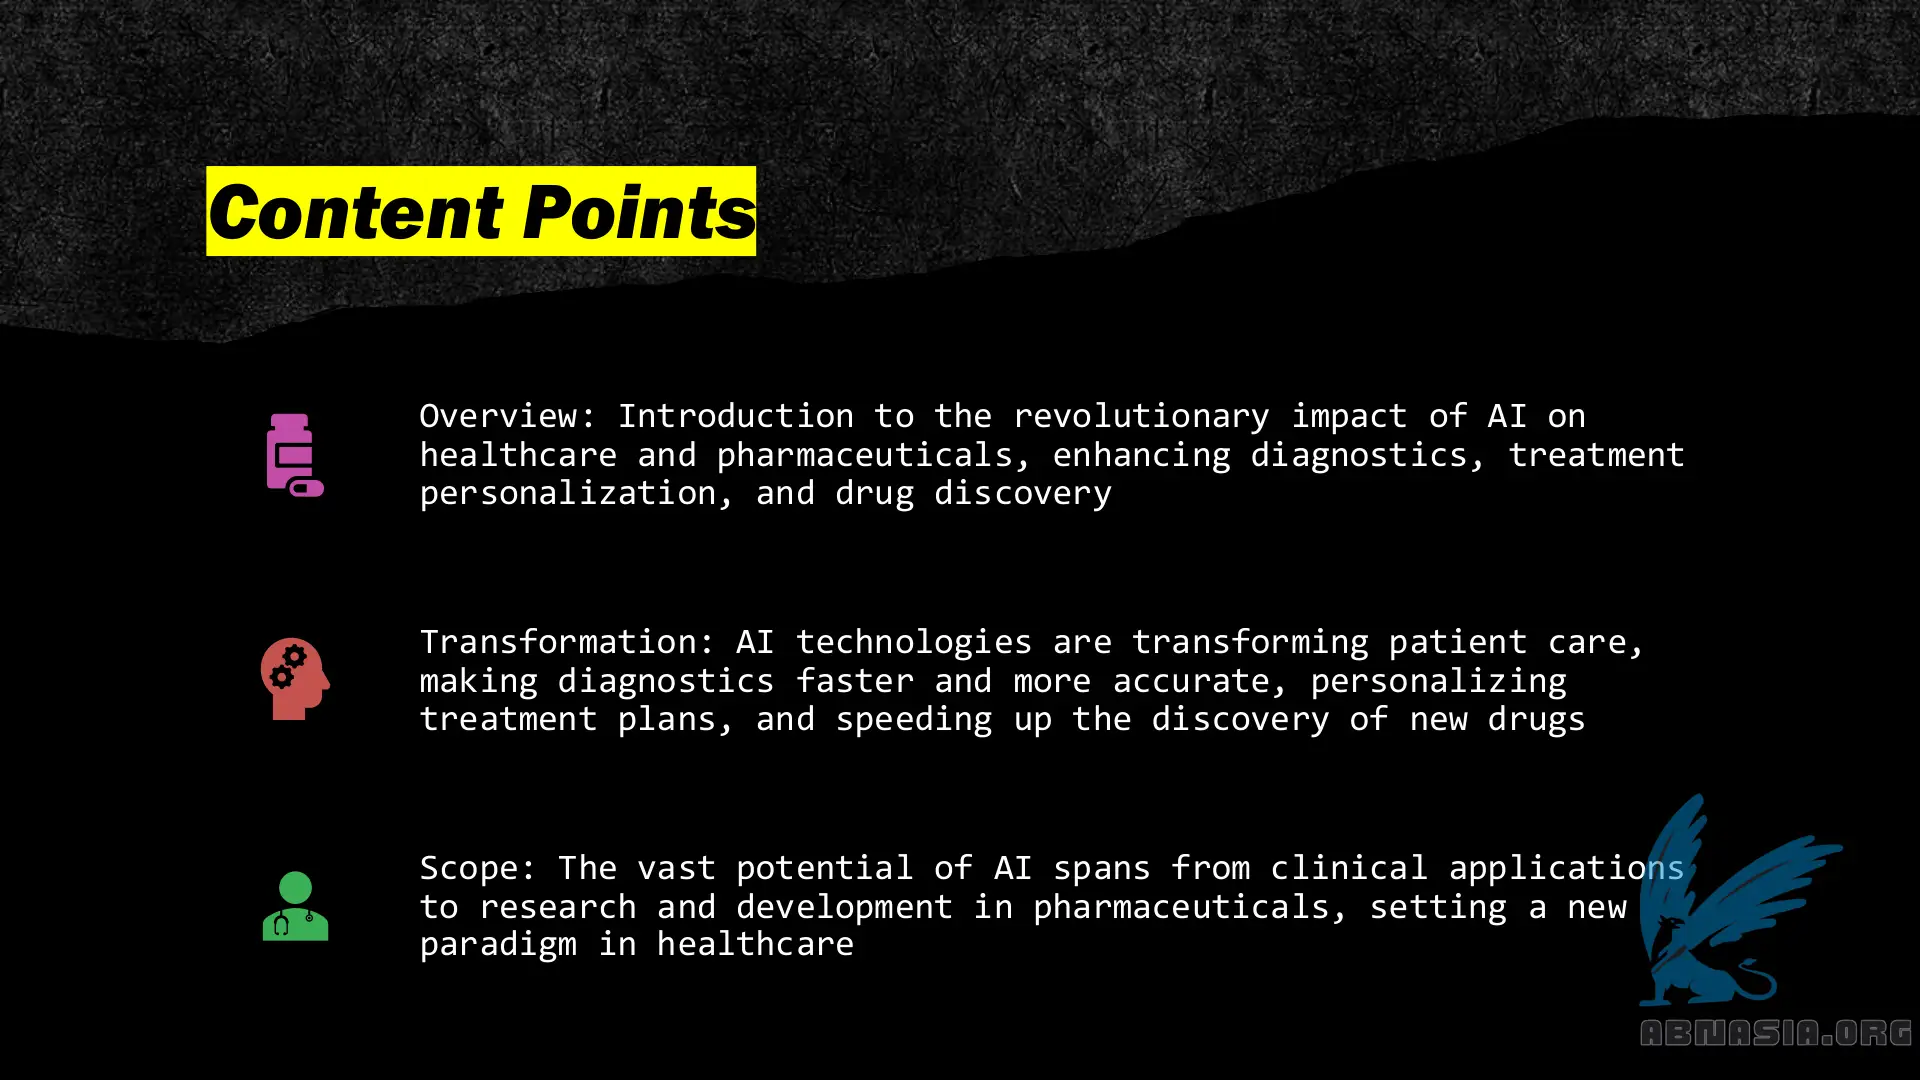 Content Points
Overview: Introduction to the revolutionary impact of AI on
healthcare and pharmaceuticals, enhancing diagnostics, treatment
personalization, and drug discovery
Transformation: AI technologies are transforming patient care,
making diagnostics faster and more accurate, personalizing
treatment plans, and speeding up the discovery of new drugs
Scope: The vast potential of AI spans from clinical applications
to research and development in pharmaceuticals, setting a new
paradigm in healthcare
ABNASIA.ORG